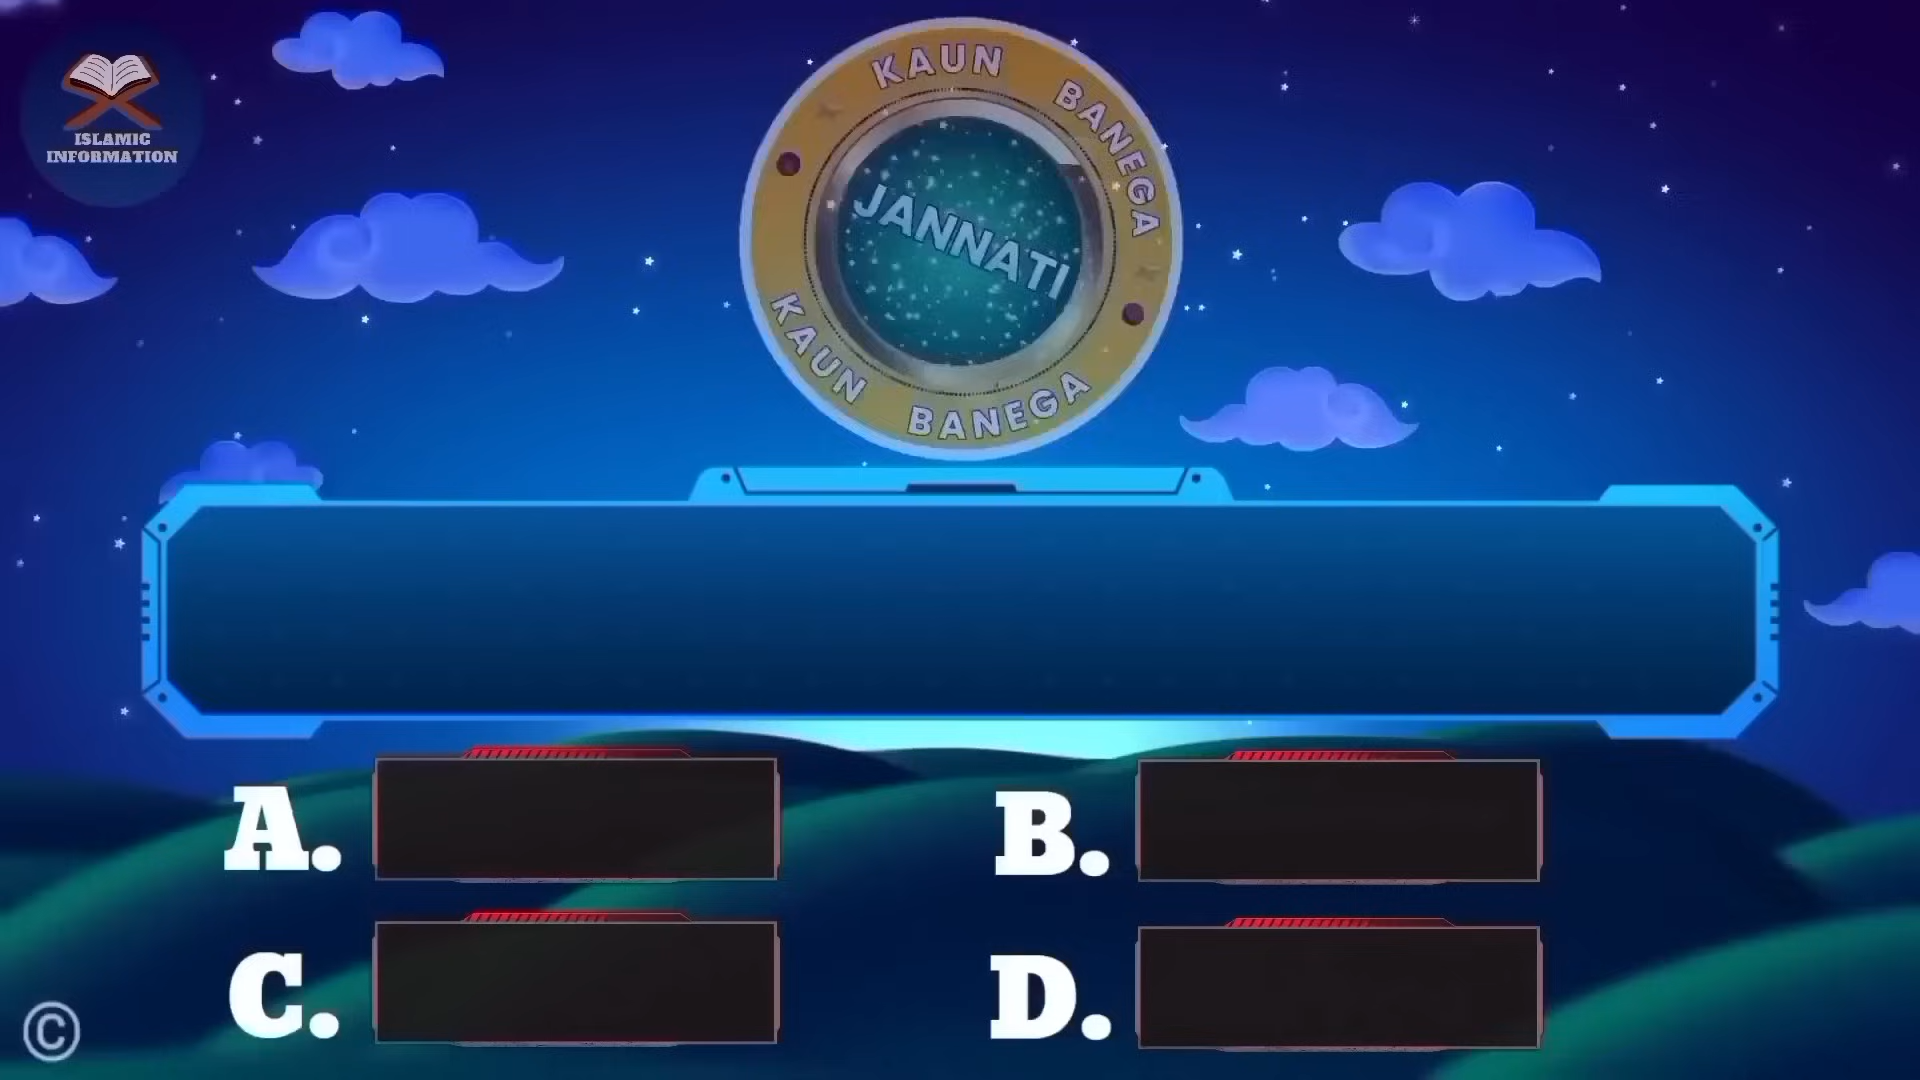 ISLAMIC
INFORMATION
KAUN BANEGA
JANNATI
KAUN BANEGA
A.
B.
C.
D.
©